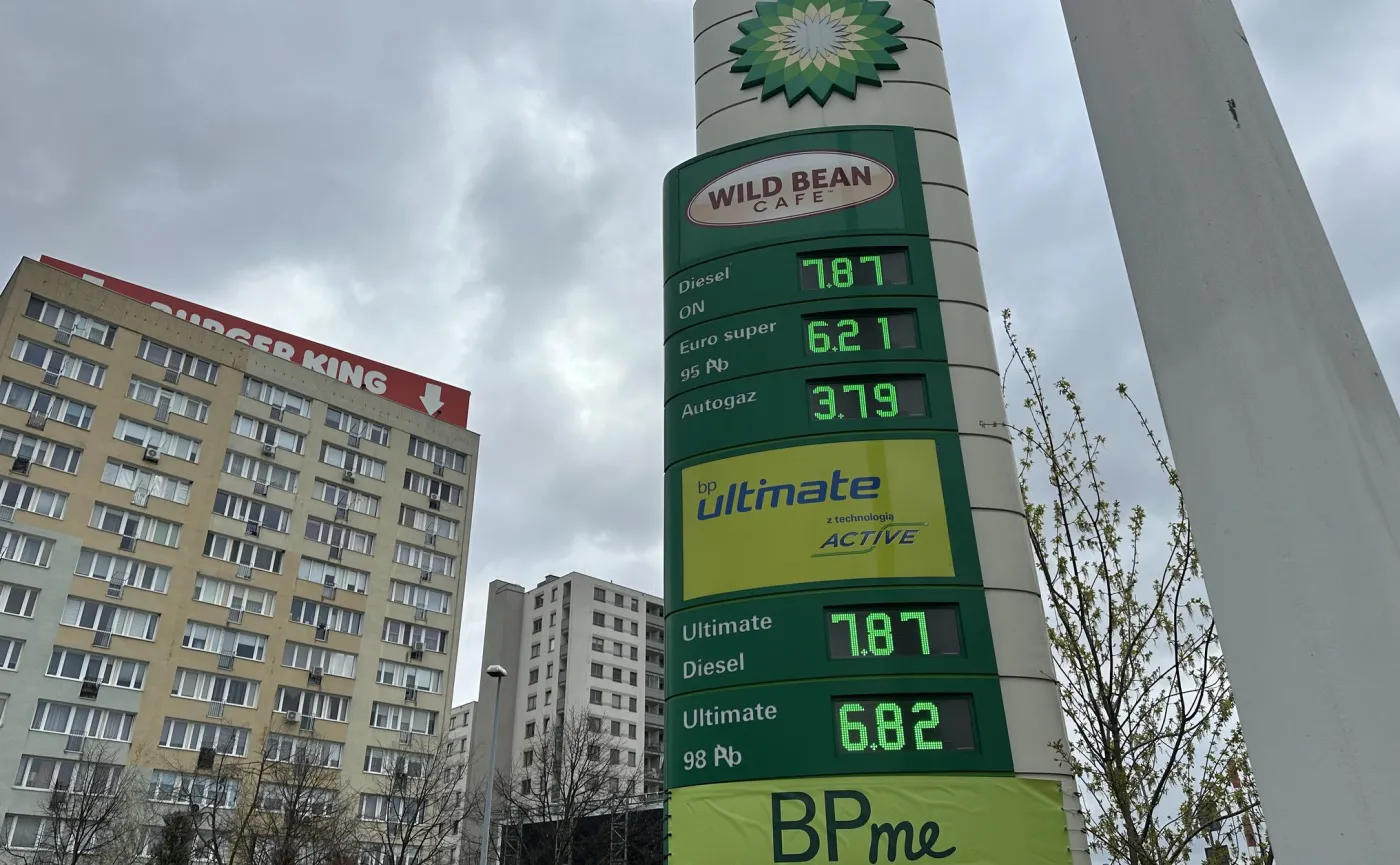 BURGER KING
WILD BEAN
CAFE™
Diesel 7.87
ON
Euro super 6.21
95 Pb
Autogaz 3.79
bp
ultimate
z technologią
ACTIVE
Ultimate 7.87
Diesel
Ultimate 6.82
98 Pb
BPme